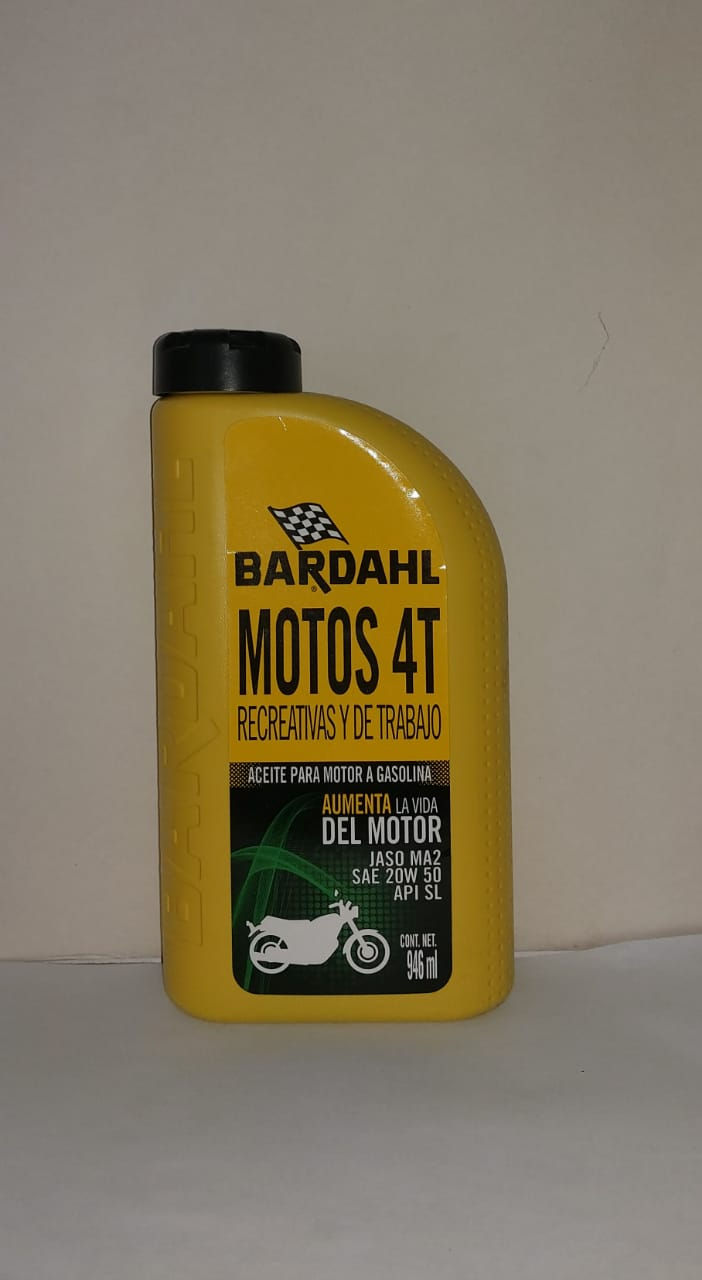 BARDAHL
BARDAHL®
MOTOS 4T
RECREATIVAS Y DE TRABAJO
ACEITE PARA MOTOR A GASOLINA
AUMENTA LA VIDA
DEL MOTOR
JASO MA2
SAE 20W 50
API SL
CONT. NET.
946 ml